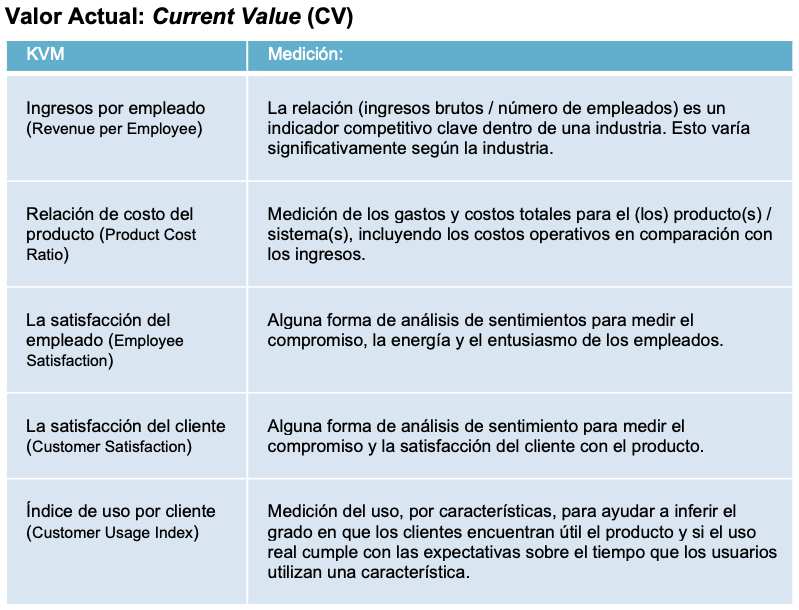 Valor Actual: Current Value (CV)
KVM
Medición:
Ingresos por empleado
(Revenue per Employee)
La relación (ingresos brutos / número de empleados) es un
indicador competitivo clave dentro de una industria. Esto varía
significativamente según la industria.
Relación de costo del
producto (Product Cost
Ratio)
Medición de los gastos y costos totales para el (los) producto(s) /
sistema(s), incluyendo los costos operativos en comparación con
los ingresos.
La satisfacción del
empleado (Employee
Satisfaction)
Alguna forma de análisis de sentimientos para medir el
compromiso, la energía y el entusiasmo de los empleados.
La satisfacción del cliente
(Customer Satisfaction)
Alguna forma de análisis de sentimiento para medir el
compromiso y la satisfacción del cliente con el producto.
Índice de uso por cliente
(Customer Usage Index)
Medición del uso, por características, para ayudar a inferir el
grado en que los clientes encuentran útil el producto y si el uso
real cumple con las expectativas sobre el tiempo que los usuarios
utilizan una característica.